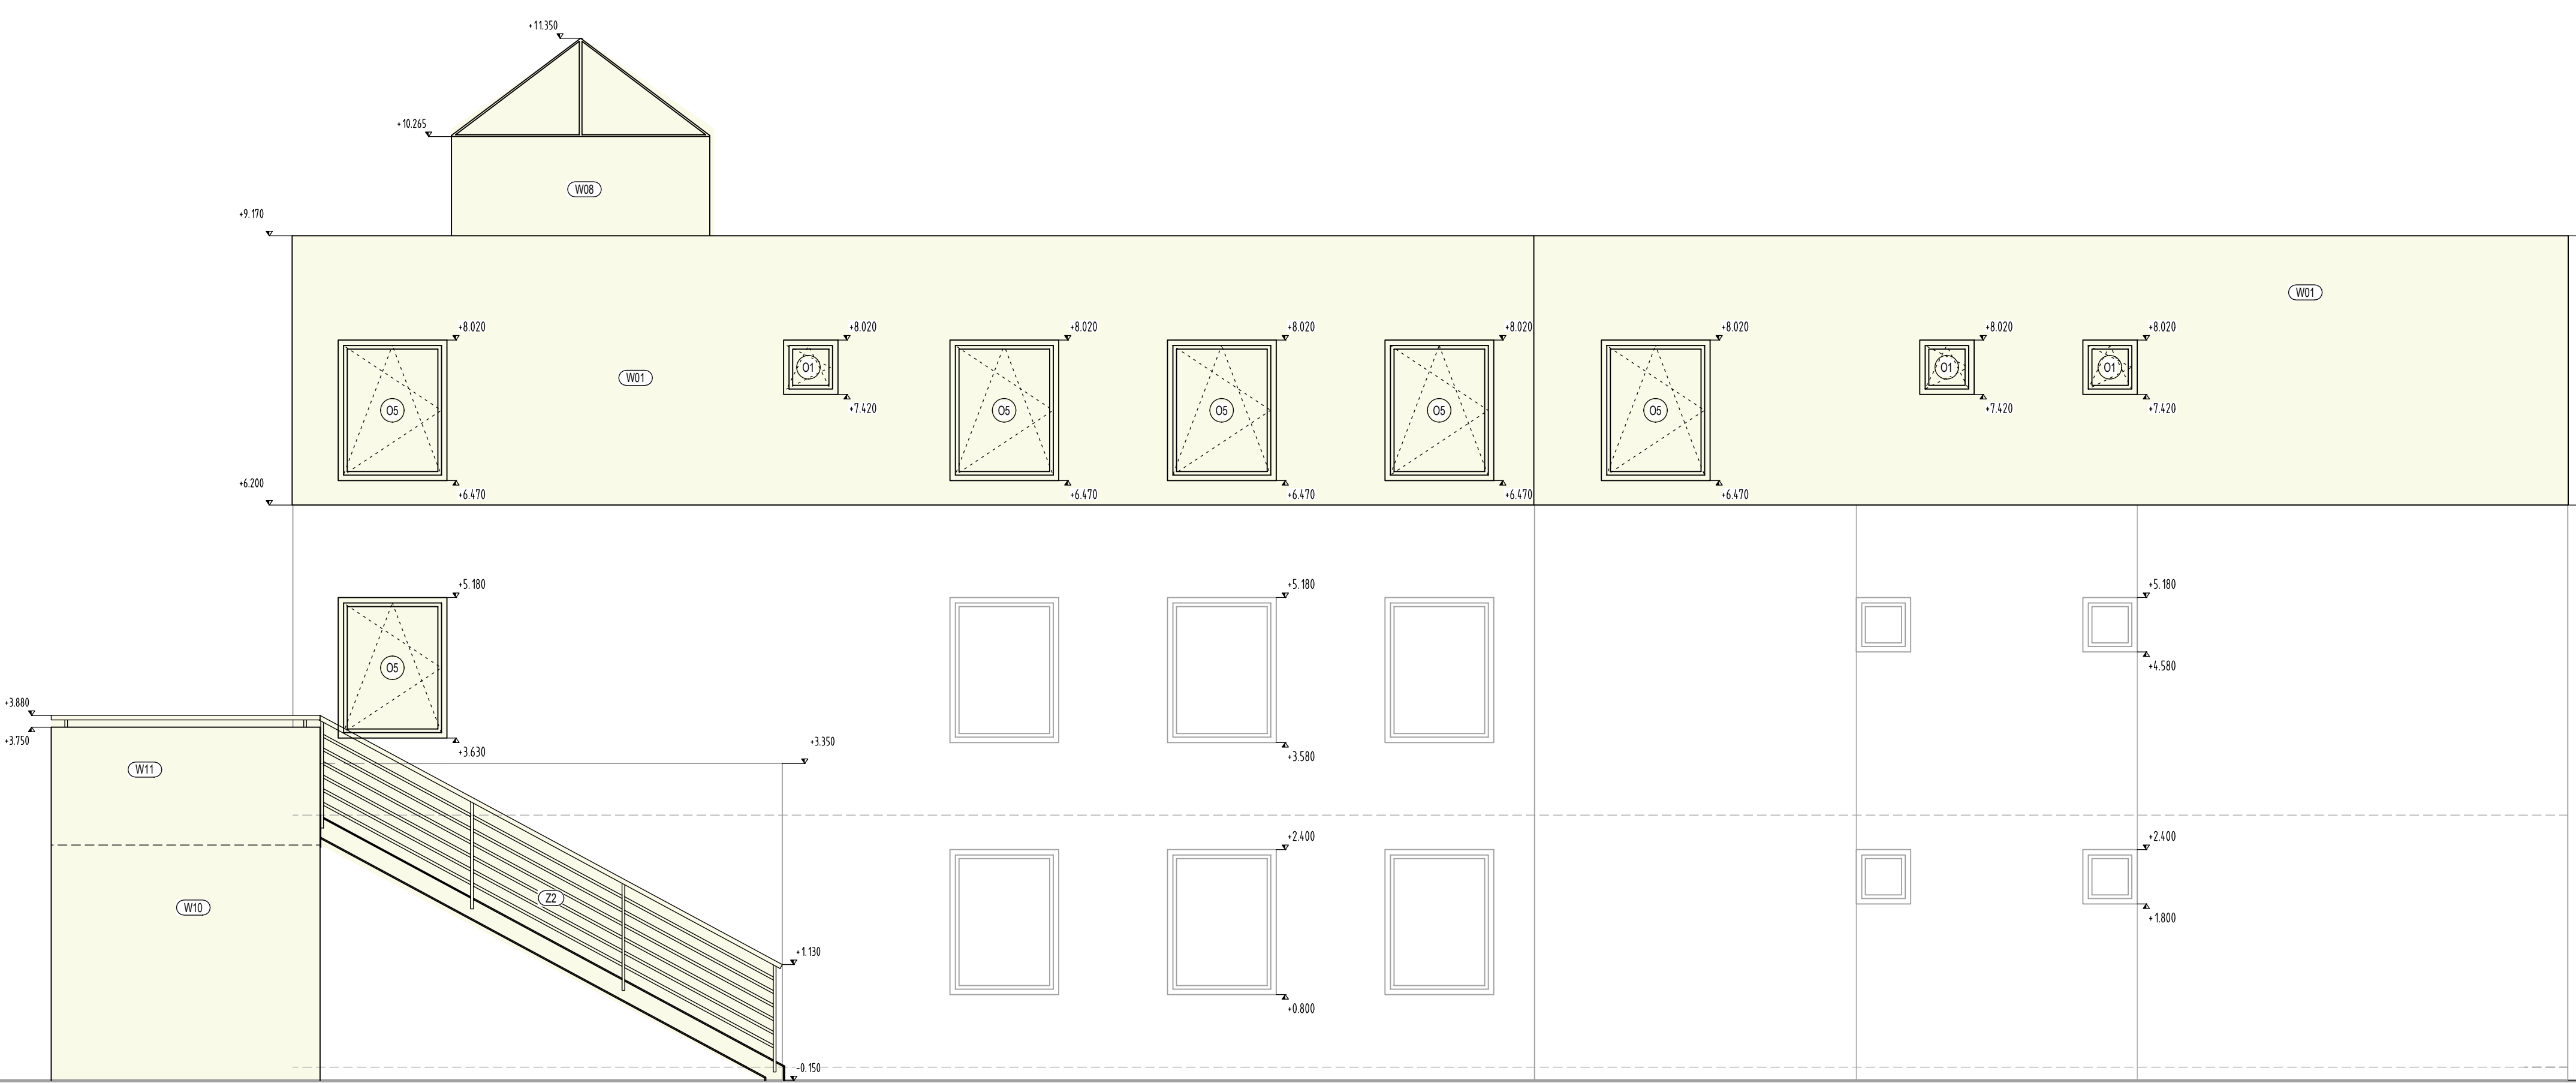 +11.350
+10.265
W08
+9.170
W01
+8.020
+8.020
+8.020
+8.020
+8.020
+8.020
+8.020
+8.020
O1
O1
O1
W01
+7.420
+7.420
+7.420
O5
O5
O5
O5
O5
+6.200
+6.470
+6.470
+6.470
+6.470
+6.470
+5.180
+5.180
+5.180
O5
+4.580
+3.880
+3.750
+3.630
+3.350
+3.580
W11
+2.400
+2.400
Z2
W10
+1.800
+1.130
+0.800
-0.150